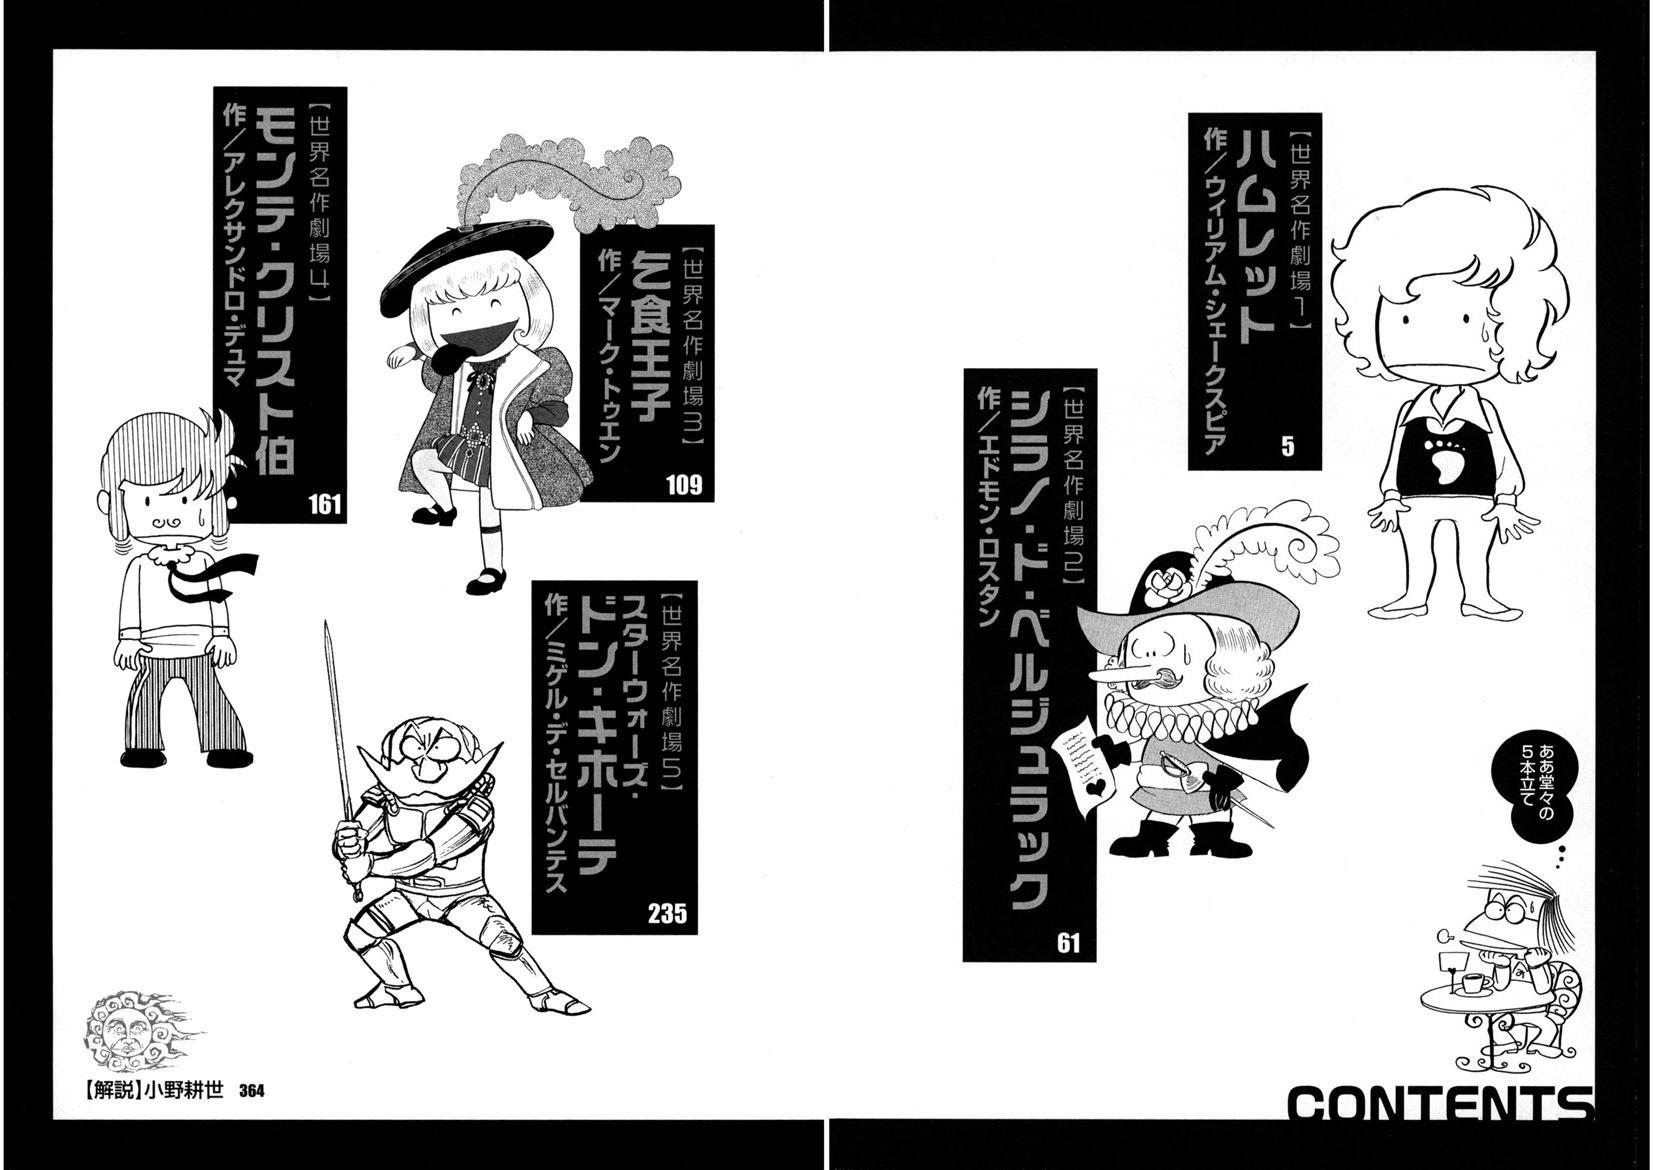 【世界名作劇場1】
ハムレット
作／ウィリアム・シェークスピア
5
【世界名作劇場2】
シラノ・ド・ベルジュラック
作／エドモン・ロスタン
61
ああ堂々の
5本立て
CONTENTS
【世界名作劇場3】
乞食王子
作／マーク・トゥエン
109
【世界名作劇場4】
モンテ・クリスト伯
作／アレクサンドロ・デュマ
161
【世界名作劇場5】
スターウォーズ・
ドン・キホーテ
作／ミゲル・デ・セルバンテス
235
【解説】小野耕世 364